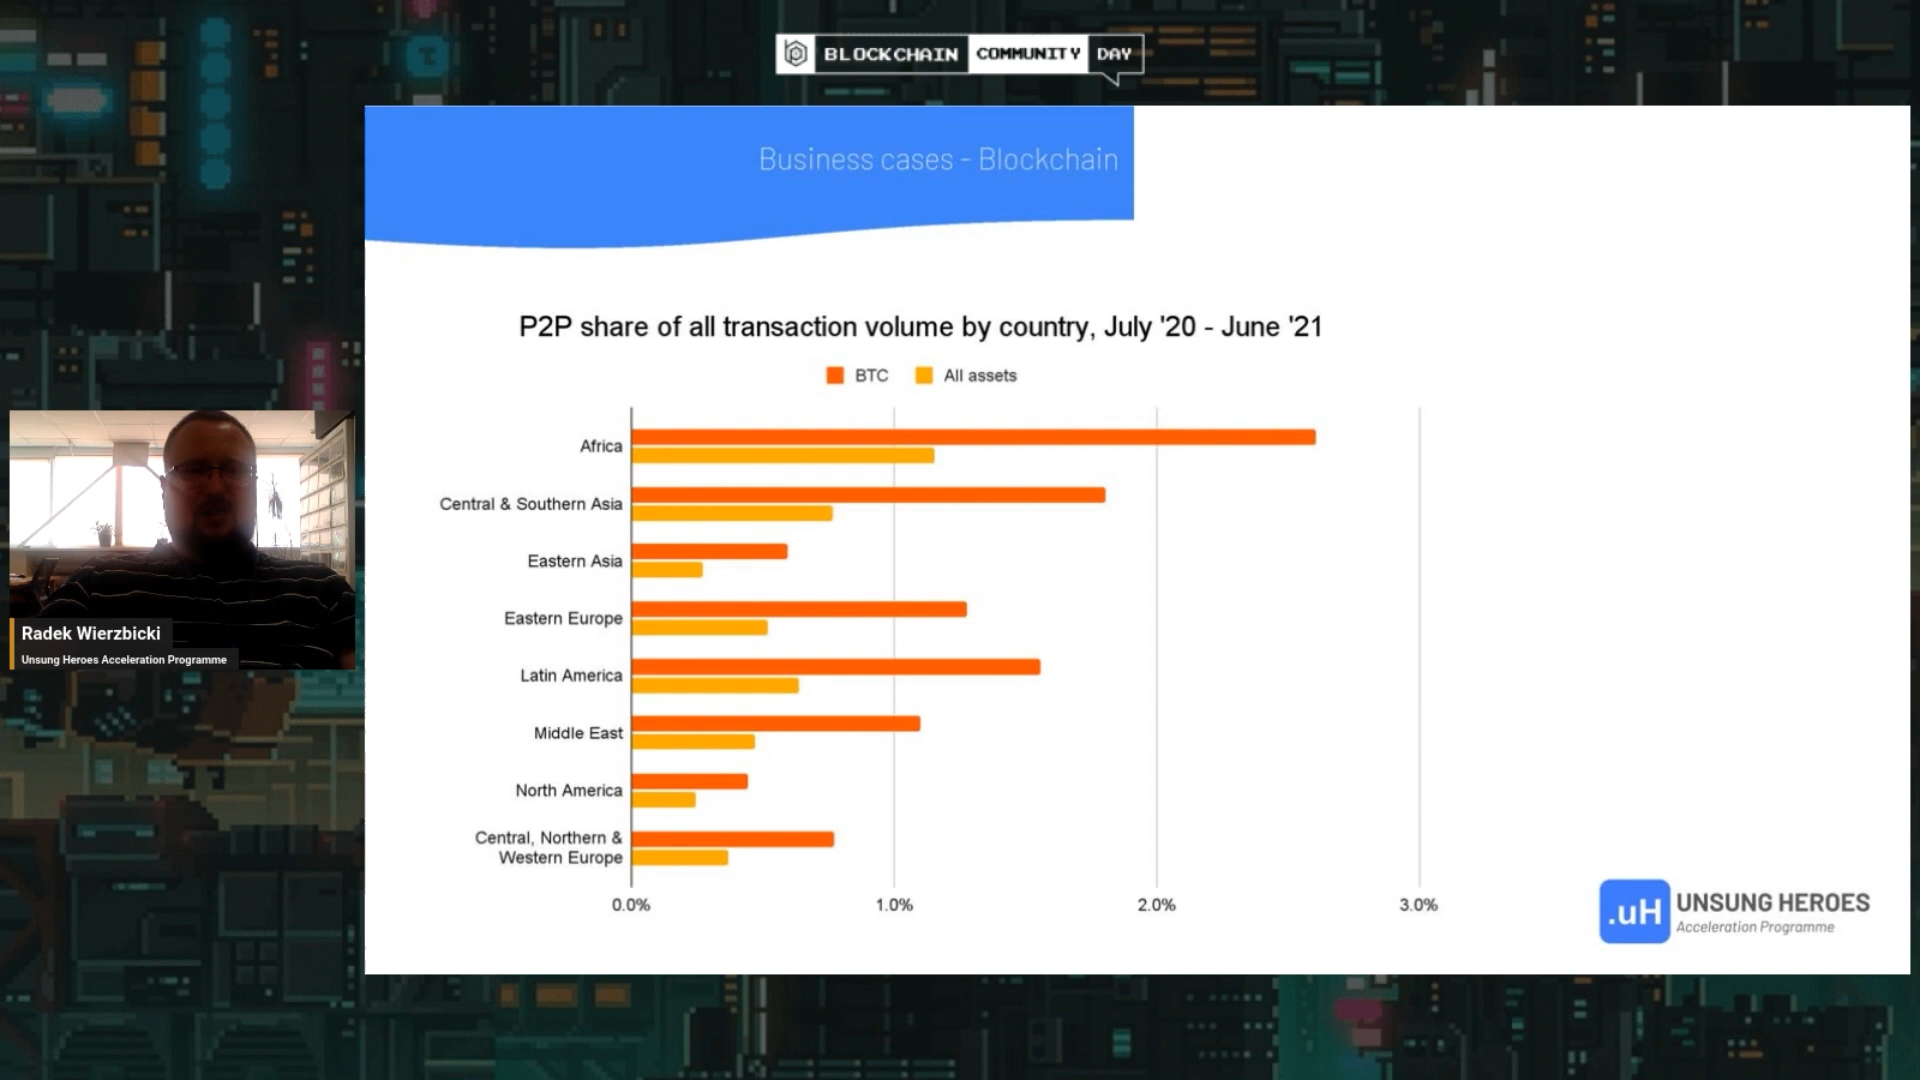 BLOCKCHAIN COMMUNITY DAY
Business cases - Blockchain
P2P share of all transaction volume by country, July '20 - June '21
BTC All assets
Africa
Central & Southern Asia
Eastern Asia
Eastern Europe
Latin America
Middle East
North America
Central, Northern &
Western Europe
0.0% 1.0% 2.0% 3.0%
Radek Wierzbicki
Unsung Heroes Acceleration Programme
.uH UNSUNG HEROES
Acceleration Programme